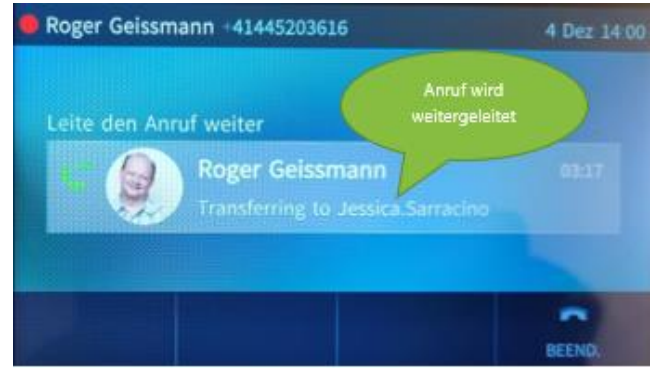 Roger Geissmann +41445203616
4 Dez 14:00
Anruf wird
weitergeleitet
Leite den Anruf weiter
Roger Geissmann
03:17
Transferring to Jessica.Sarracino
BEEND.